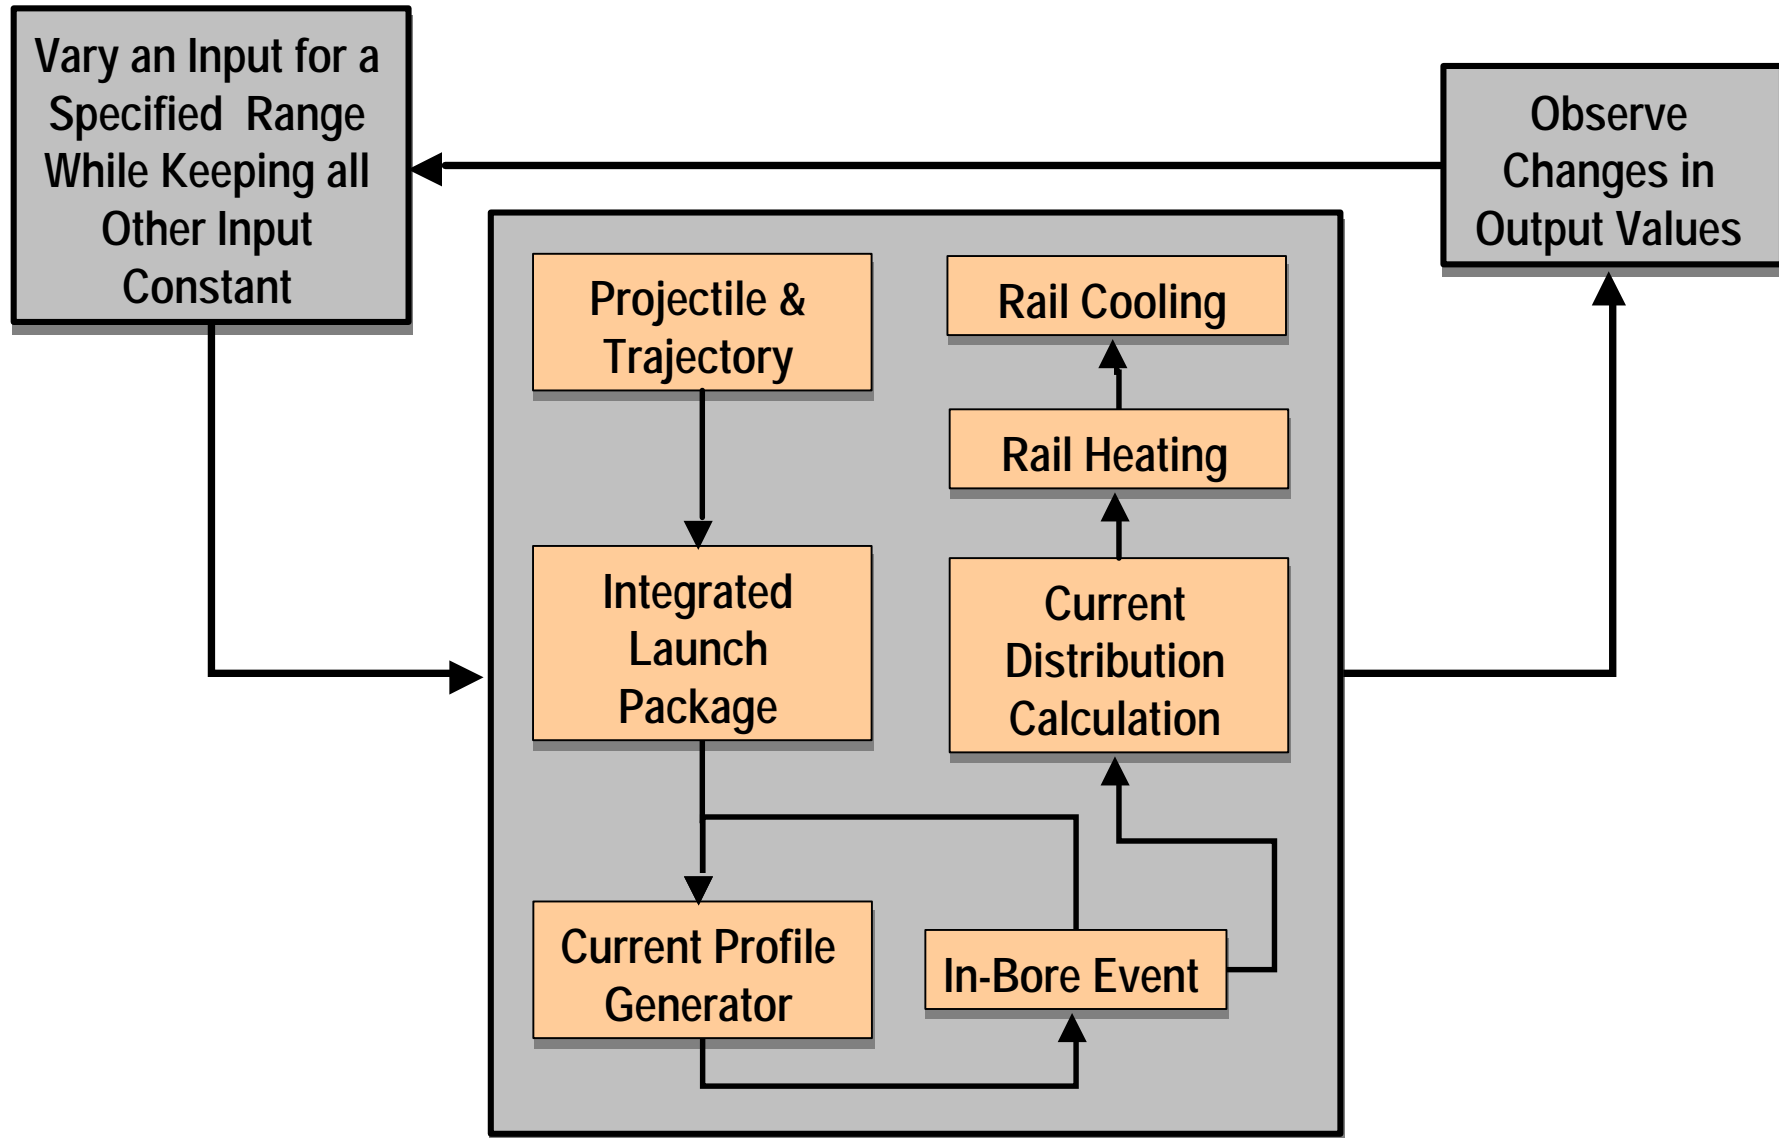 Vary an Input for a
Specified Range
While Keeping all
Other Input
Constant
Observe
Changes in
Output Values
Projectile &
Trajectory
Integrated
Launch
Package
Current Profile
Generator
In-Bore Event
Current
Distribution
Calculation
Rail Heating
Rail Cooling